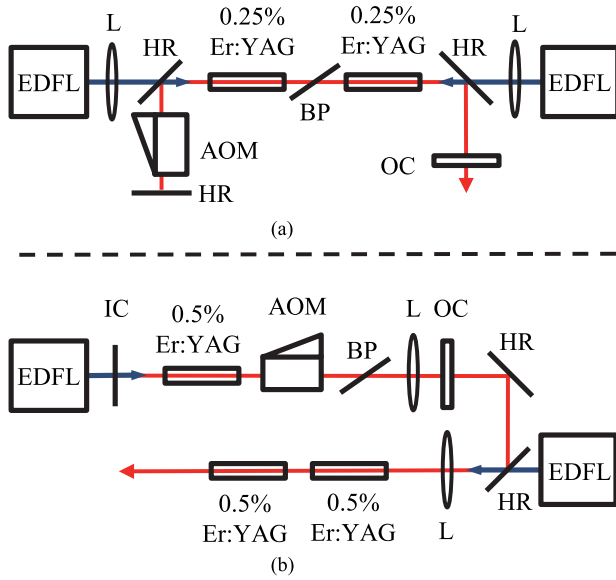 0.25%
Er:YAG
0.25%
Er:YAG
L
HR
HR
L
EDFL
EDFL
BP
AOM
OC
HR
(a)
IC
0.5%
Er:YAG
AOM
BP
L
OC
HR
EDFL
L
HR
EDFL
0.5%
Er:YAG
0.5%
Er:YAG
(b)